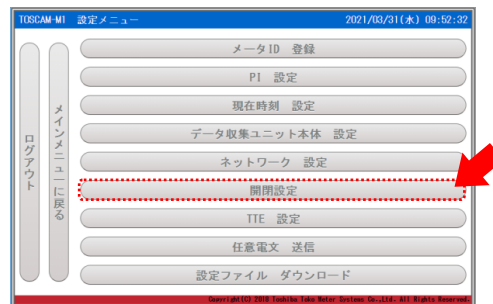 TOSCAM-M1 設定メニュー 2021/03/31(水) 09:52:32
ログアウト
メインメニューに戻る
メータID 登録
PI 設定
現在時刻 設定
データ収集ユニット本体 設定
ネットワーク 設定
開閉設定
TTE 設定
任意電文 送信
設定ファイル ダウンロード
Copyright(C) 2018 Toshiba Toko Meter Systems Co.,Ltd. All Rights Reserved.